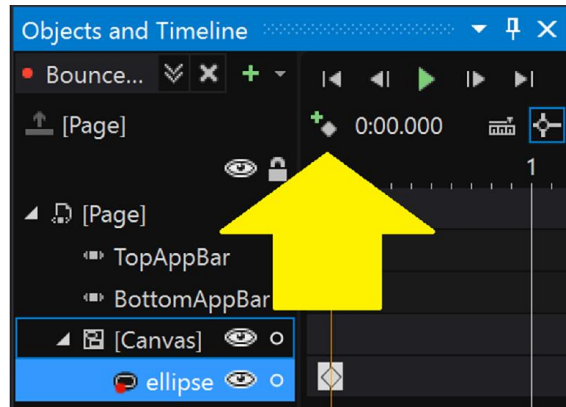 Objects and Timeline
Bounce...
[Page]
0:00.000
1
[Page]
TopAppBar
BottomAppBar
[Canvas]
ellipse